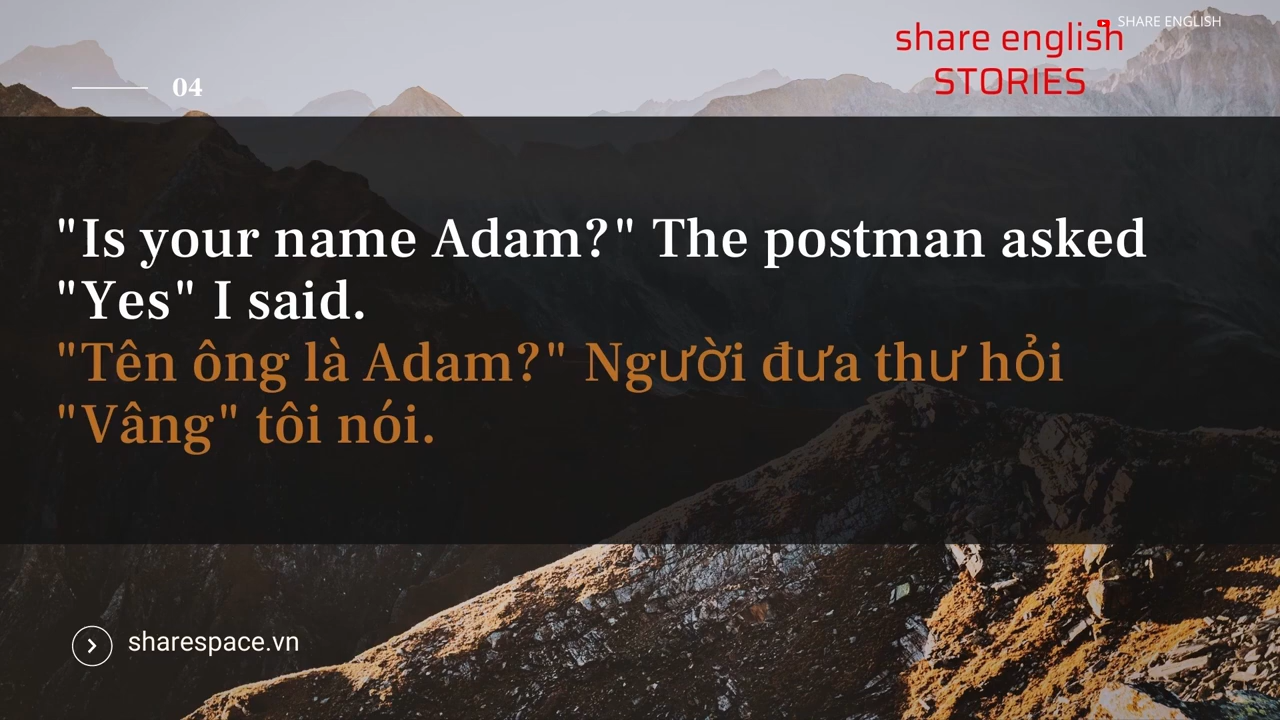 SHARE ENGLISH
share english
STORIES
04
"Is your name Adam?" The postman asked
"Yes" I said.
"Tên ông là Adam?" Người đưa thư hỏi
"Vâng" tôi nói.
sharespace.vn